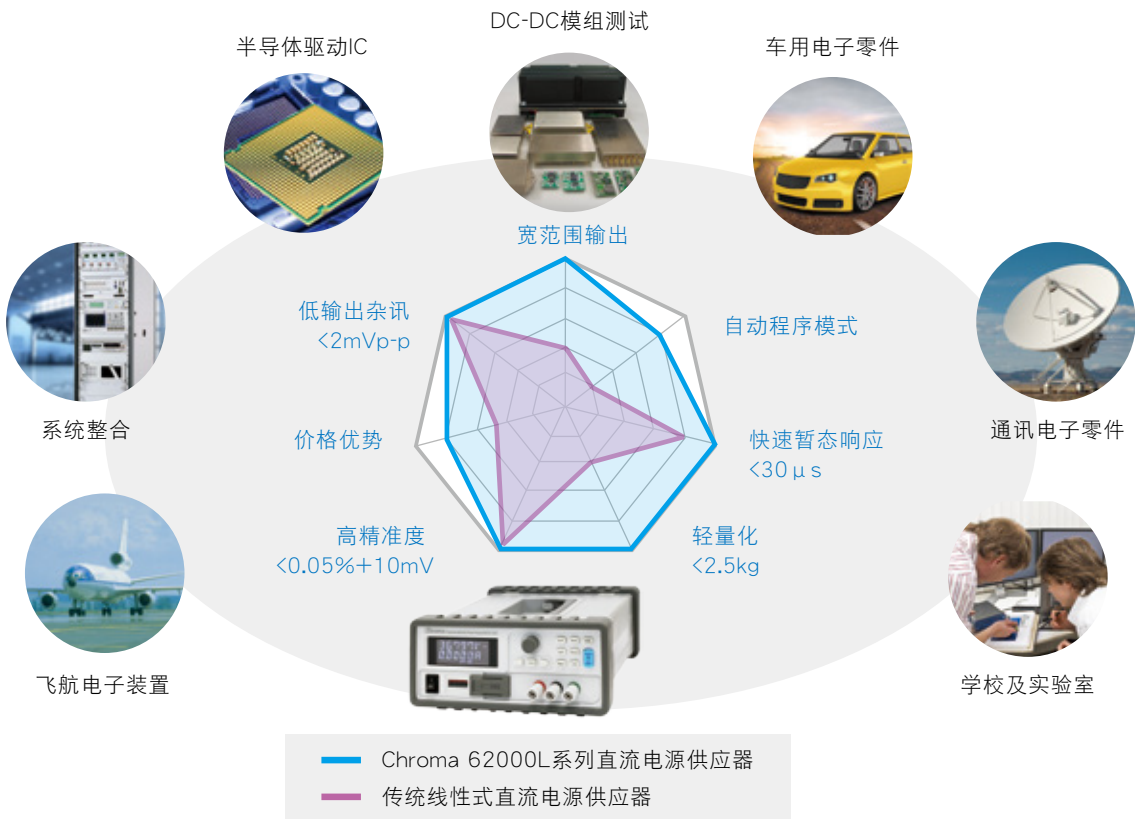 DC-DC模组测试
半导体驱动IC
车用电子零件
宽范围输出
低输出杂讯
<2mVp-p
自动程序模式
系统整合
价格优势
快速暂态响应
<30μs
通讯电子零件
高精准度
<0.05%+10mV
轻量化
<2.5kg
飞航电子装置
学校及实验室
Chroma 62000L系列直流电源供应器
传统线性式直流电源供应器